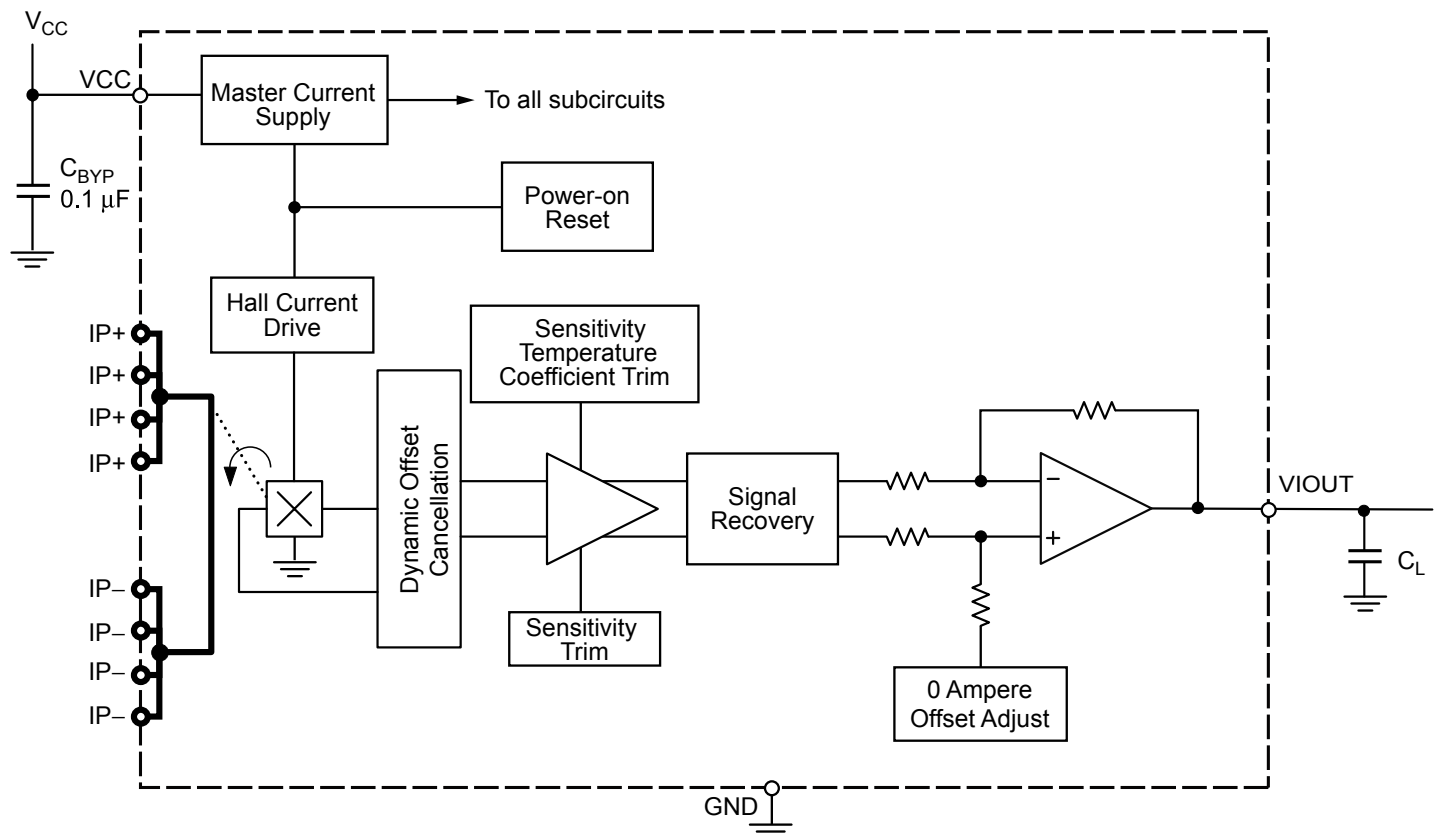 VCC
VCC
Master Current
Supply
To all subcircuits
CBYP
0.1 μF
Power-on
Reset
Hall Current
Drive
IP+
IP+
IP+
IP+
Sensitivity
Temperature
Coefficient Trim
Dynamic Offset
Cancellation
Signal
Recovery
−
+
VIOUT
CL
IP−
IP−
IP−
IP−
Sensitivity
Trim
0 Ampere
Offset Adjust
GND